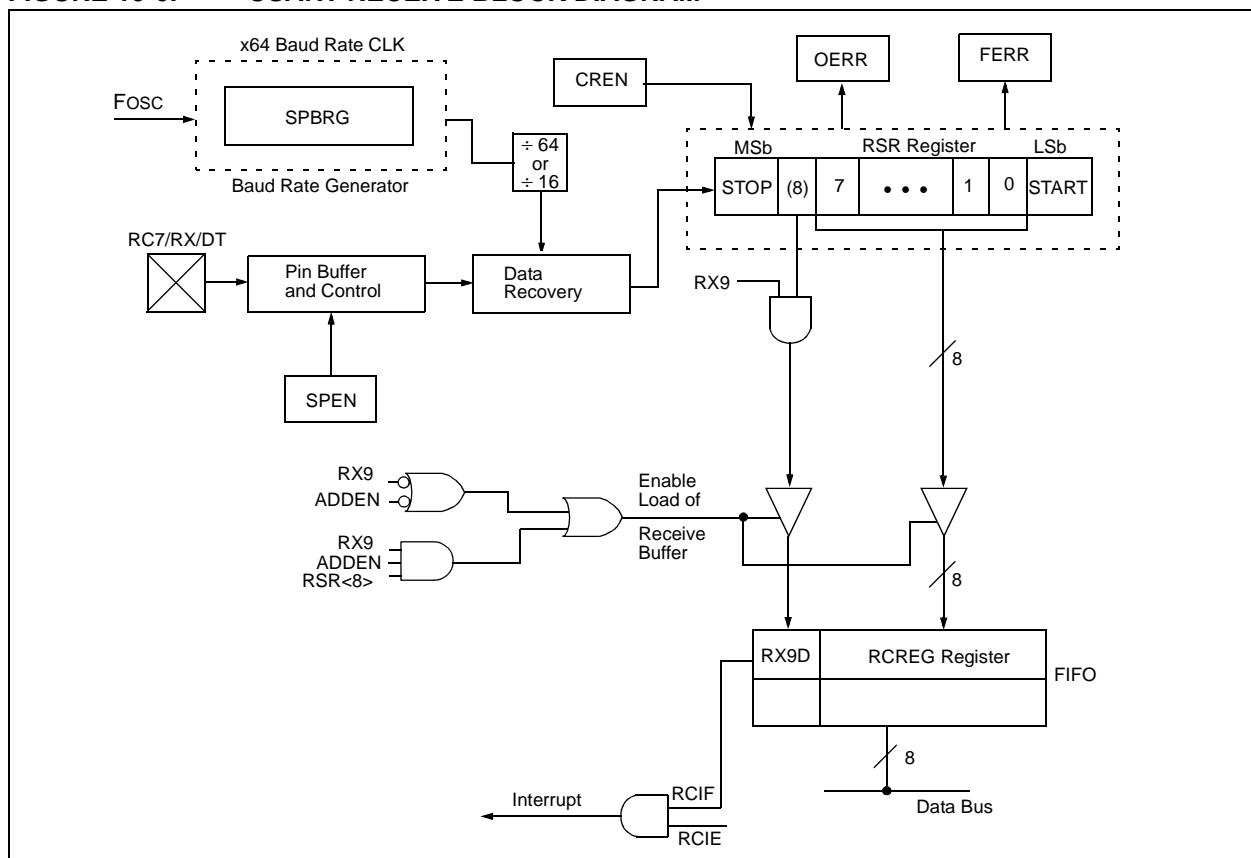 x64 Baud Rate CLK
FOSC
SPBRG
Baud Rate Generator
÷ 64
or
÷ 16
CREN
OERR
FERR
MSb
RSR Register
LSb
STOP (8) 7 • • • 1 0 START
RC7/RX/DT
Pin Buffer
and Control
Data
Recovery
SPEN
RX9
8
RX9
ADDEN
RX9
ADDEN
RSR<8>
Enable
Load of
Receive
Buffer
8
RX9D
RCREG Register
FIFO
8
Data Bus
Interrupt
RCIF
RCIE